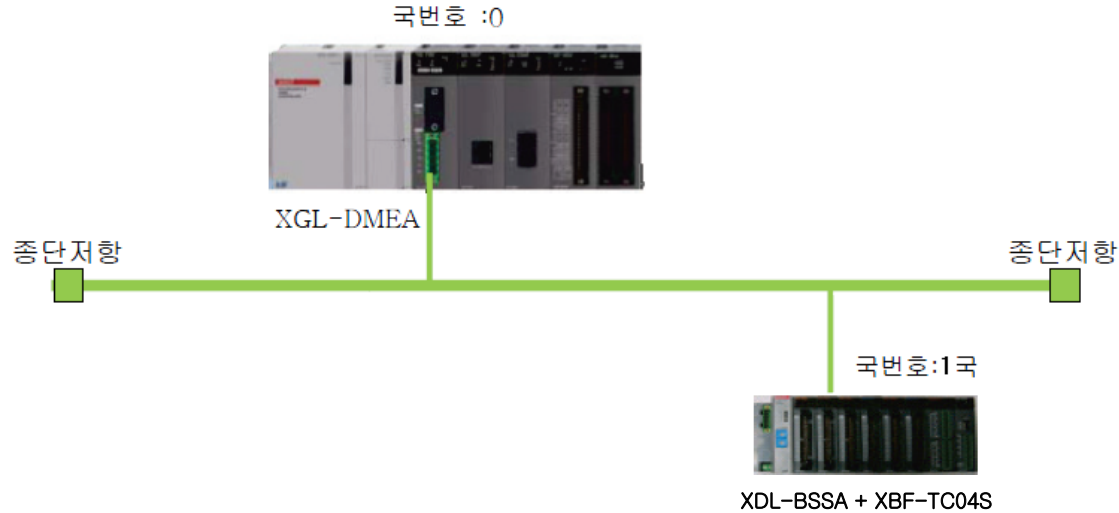 국번호 :0
XGL-DMEA
종단저항
종단저항
국번호:1국
XDL-BSSA + XBF-TC04S